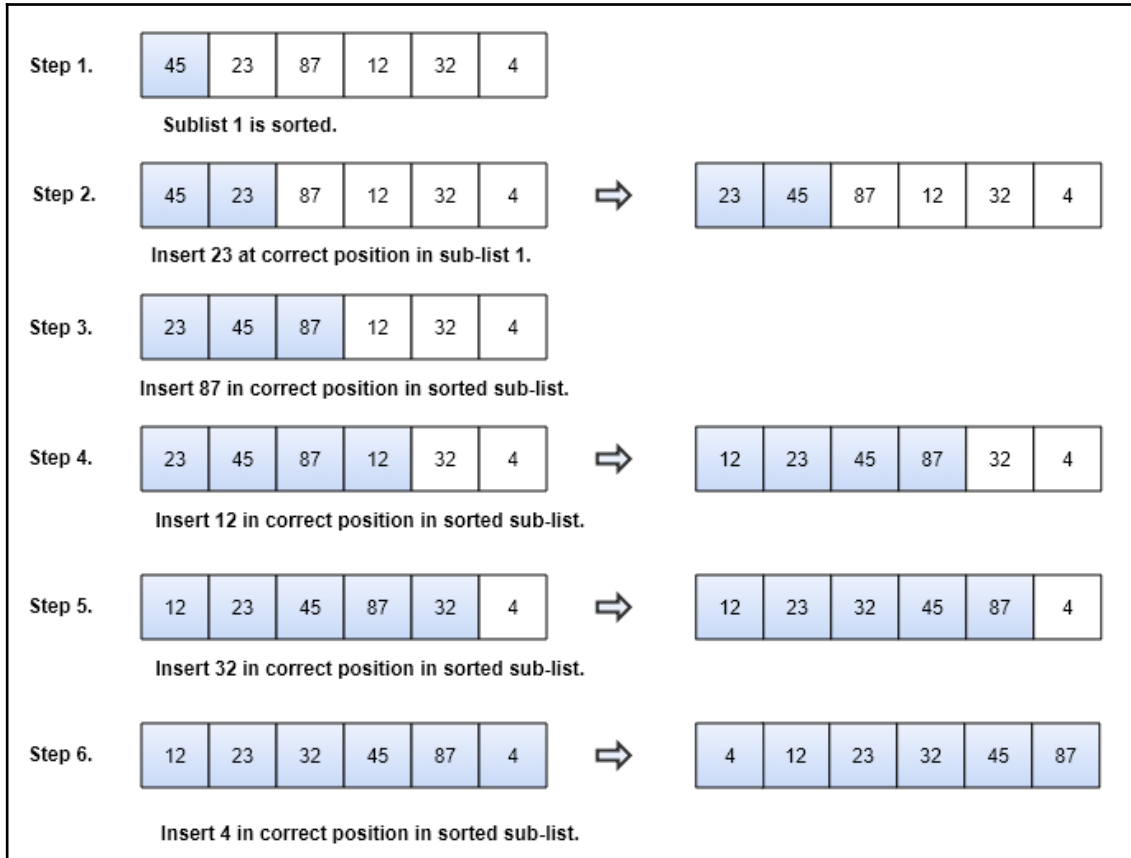 Step 1. 45 23 87 12 32 4
Sublist 1 is sorted.
Step 2. 45 23 87 12 32 4 23 45 87 12 32 4
Insert 23 at correct position in sub-list 1.
Step 3. 23 45 87 12 32 4
Insert 87 in correct position in sorted sub-list.
Step 4. 23 45 87 12 32 4 12 23 45 87 32 4
Insert 12 in correct position in sorted sub-list.
Step 5. 12 23 45 87 32 4 12 23 32 45 87 4
Insert 32 in correct position in sorted sub-list.
Step 6. 12 23 32 45 87 4 4 12 23 32 45 87
Insert 4 in correct position in sorted sub-list.